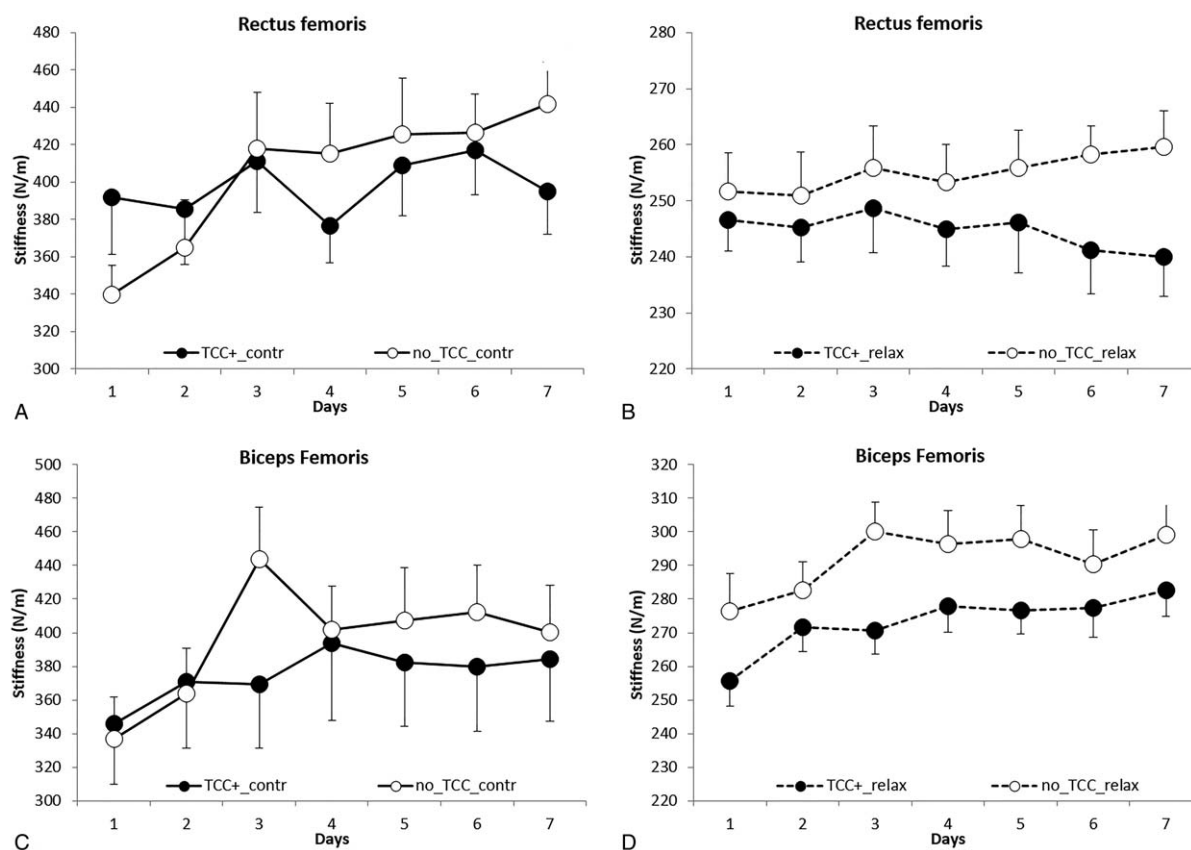 Rectus femoris
480
460
440
420
400
380
360
340
320
300
Stiffness (N/m)
TCC+_contr
no_TCC_contr
1 2 3 4 5 6 7
Days
A
Rectus femoris
280
270
260
250
240
230
220
Stiffness (N/m)
TCC+_relax
no_TCC_relax
1 2 3 4 5 6 7
Days
B
Biceps Femoris
500
480
460
440
420
400
380
360
340
320
300
Stiffness (N/m)
TCC+_contr
no_TCC_contr
1 2 3 4 5 6 7
Days
C
Biceps Femoris
320
310
300
290
280
270
260
250
240
230
220
Stiffness (N/m)
TCC+_relax
no_TCC_relax
1 2 3 4 5 6 7
Days
D